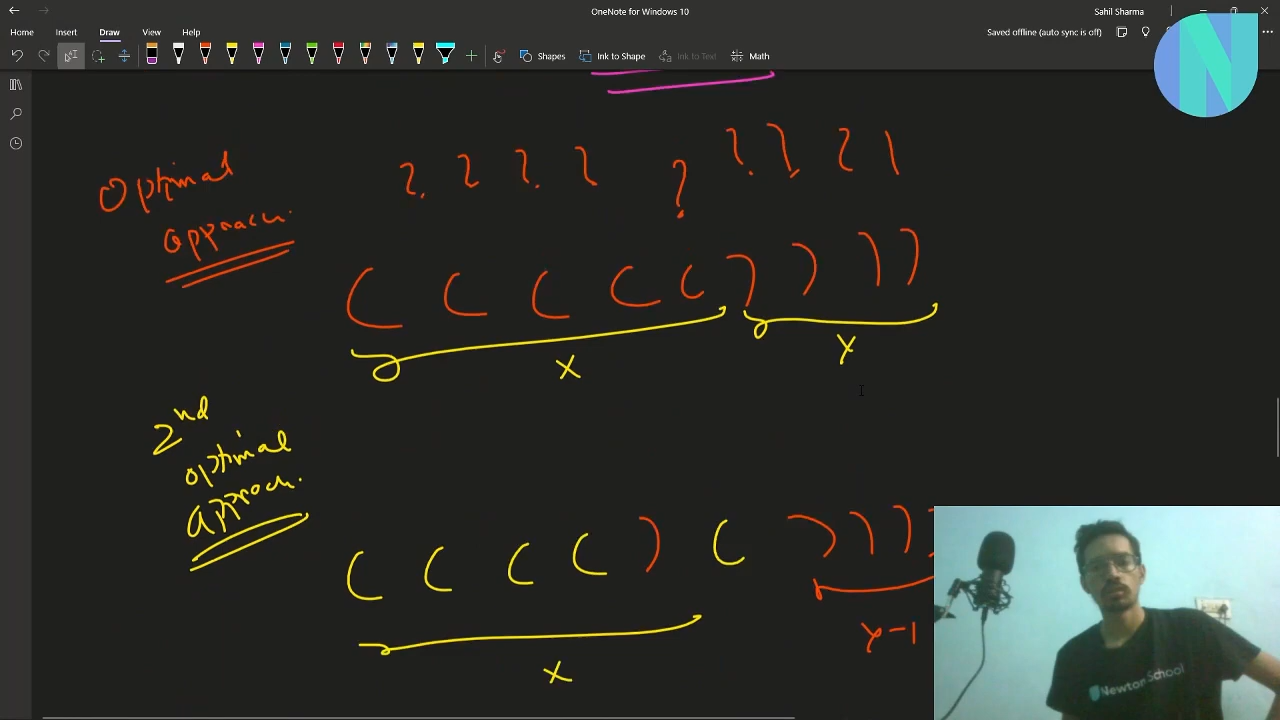 OneNote for Windows 10
Sahil Sharma
Home Insert Draw View Help
Saved offline (auto sync is off)
Shapes Ink to Shape Ink to Text Math
Optimal
approach.
? ? ? ? ? ? ? ? ?
( ( ( ( ( ) ) ) )
x y
2nd
optimal
approach.
( ( ( ( ) ( ) ) ) )
x y-1
Newton School